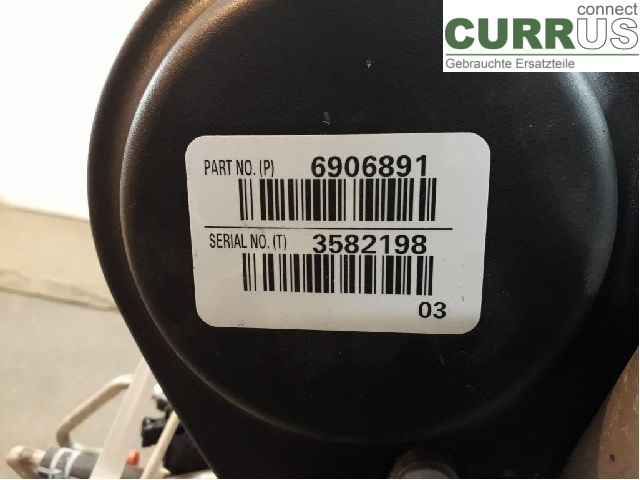 connect
CURRUS
Gebrauchte Ersatzteile
PART NO. (P) 6906891
SERIAL NO. (T) 3582198
03